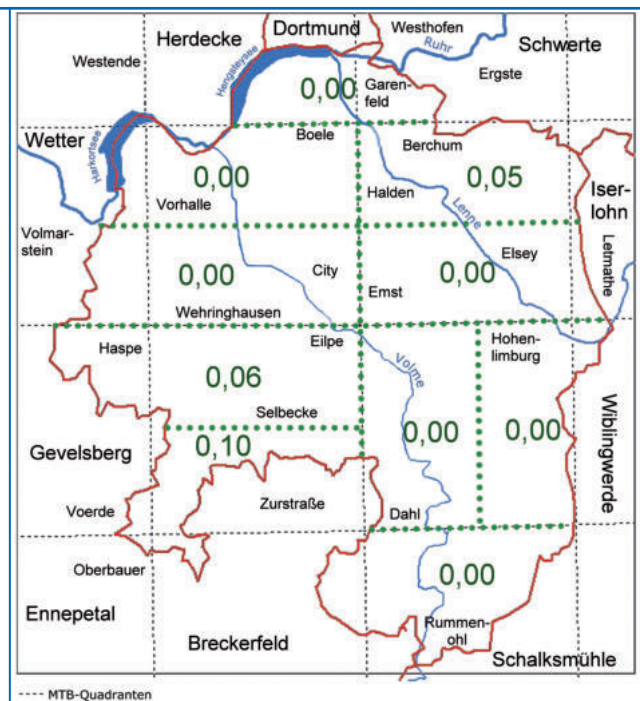 Herdecke
Dortmund
Westhofen
Ruhr
Schwerte
Westende
Hengsteysee
0,00
Garen-
feld
Ergste
Wetter
Harkortsee
Boele
Berchum
0,00
Vorhalle
Halden
0,05
Iser-
lohn
Lenne
Volmar-
stein
0,00
City
Emst
0,00
Elsey
Letmathe
Wehringhausen
Eilpe
Haspe
Volme
Hohen-
limburg
0,06
Selbecke
0,00
0,00
Wiblingwerde
Gevelsberg
0,10
Voerde
Zurstraße
Dahl
Oberbauer
0,00
Ennepetal
Breckerfeld
Rummen-
ohl
Schalksmühle
---- MTB-Quadranten